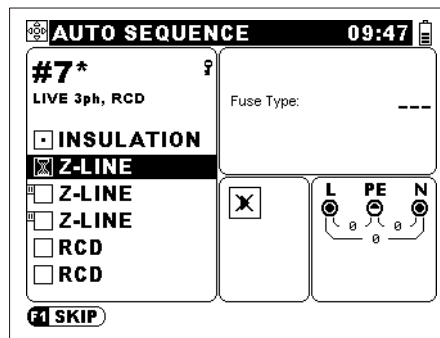 AUTO SEQUENCE 09:47
#7*
LIVE 3ph, RCD
INSULATION
Z-LINE
Z-LINE
Z-LINE
RCD
RCD
Fuse Type: ---
L PE N
0 0
0
F1 SKIP